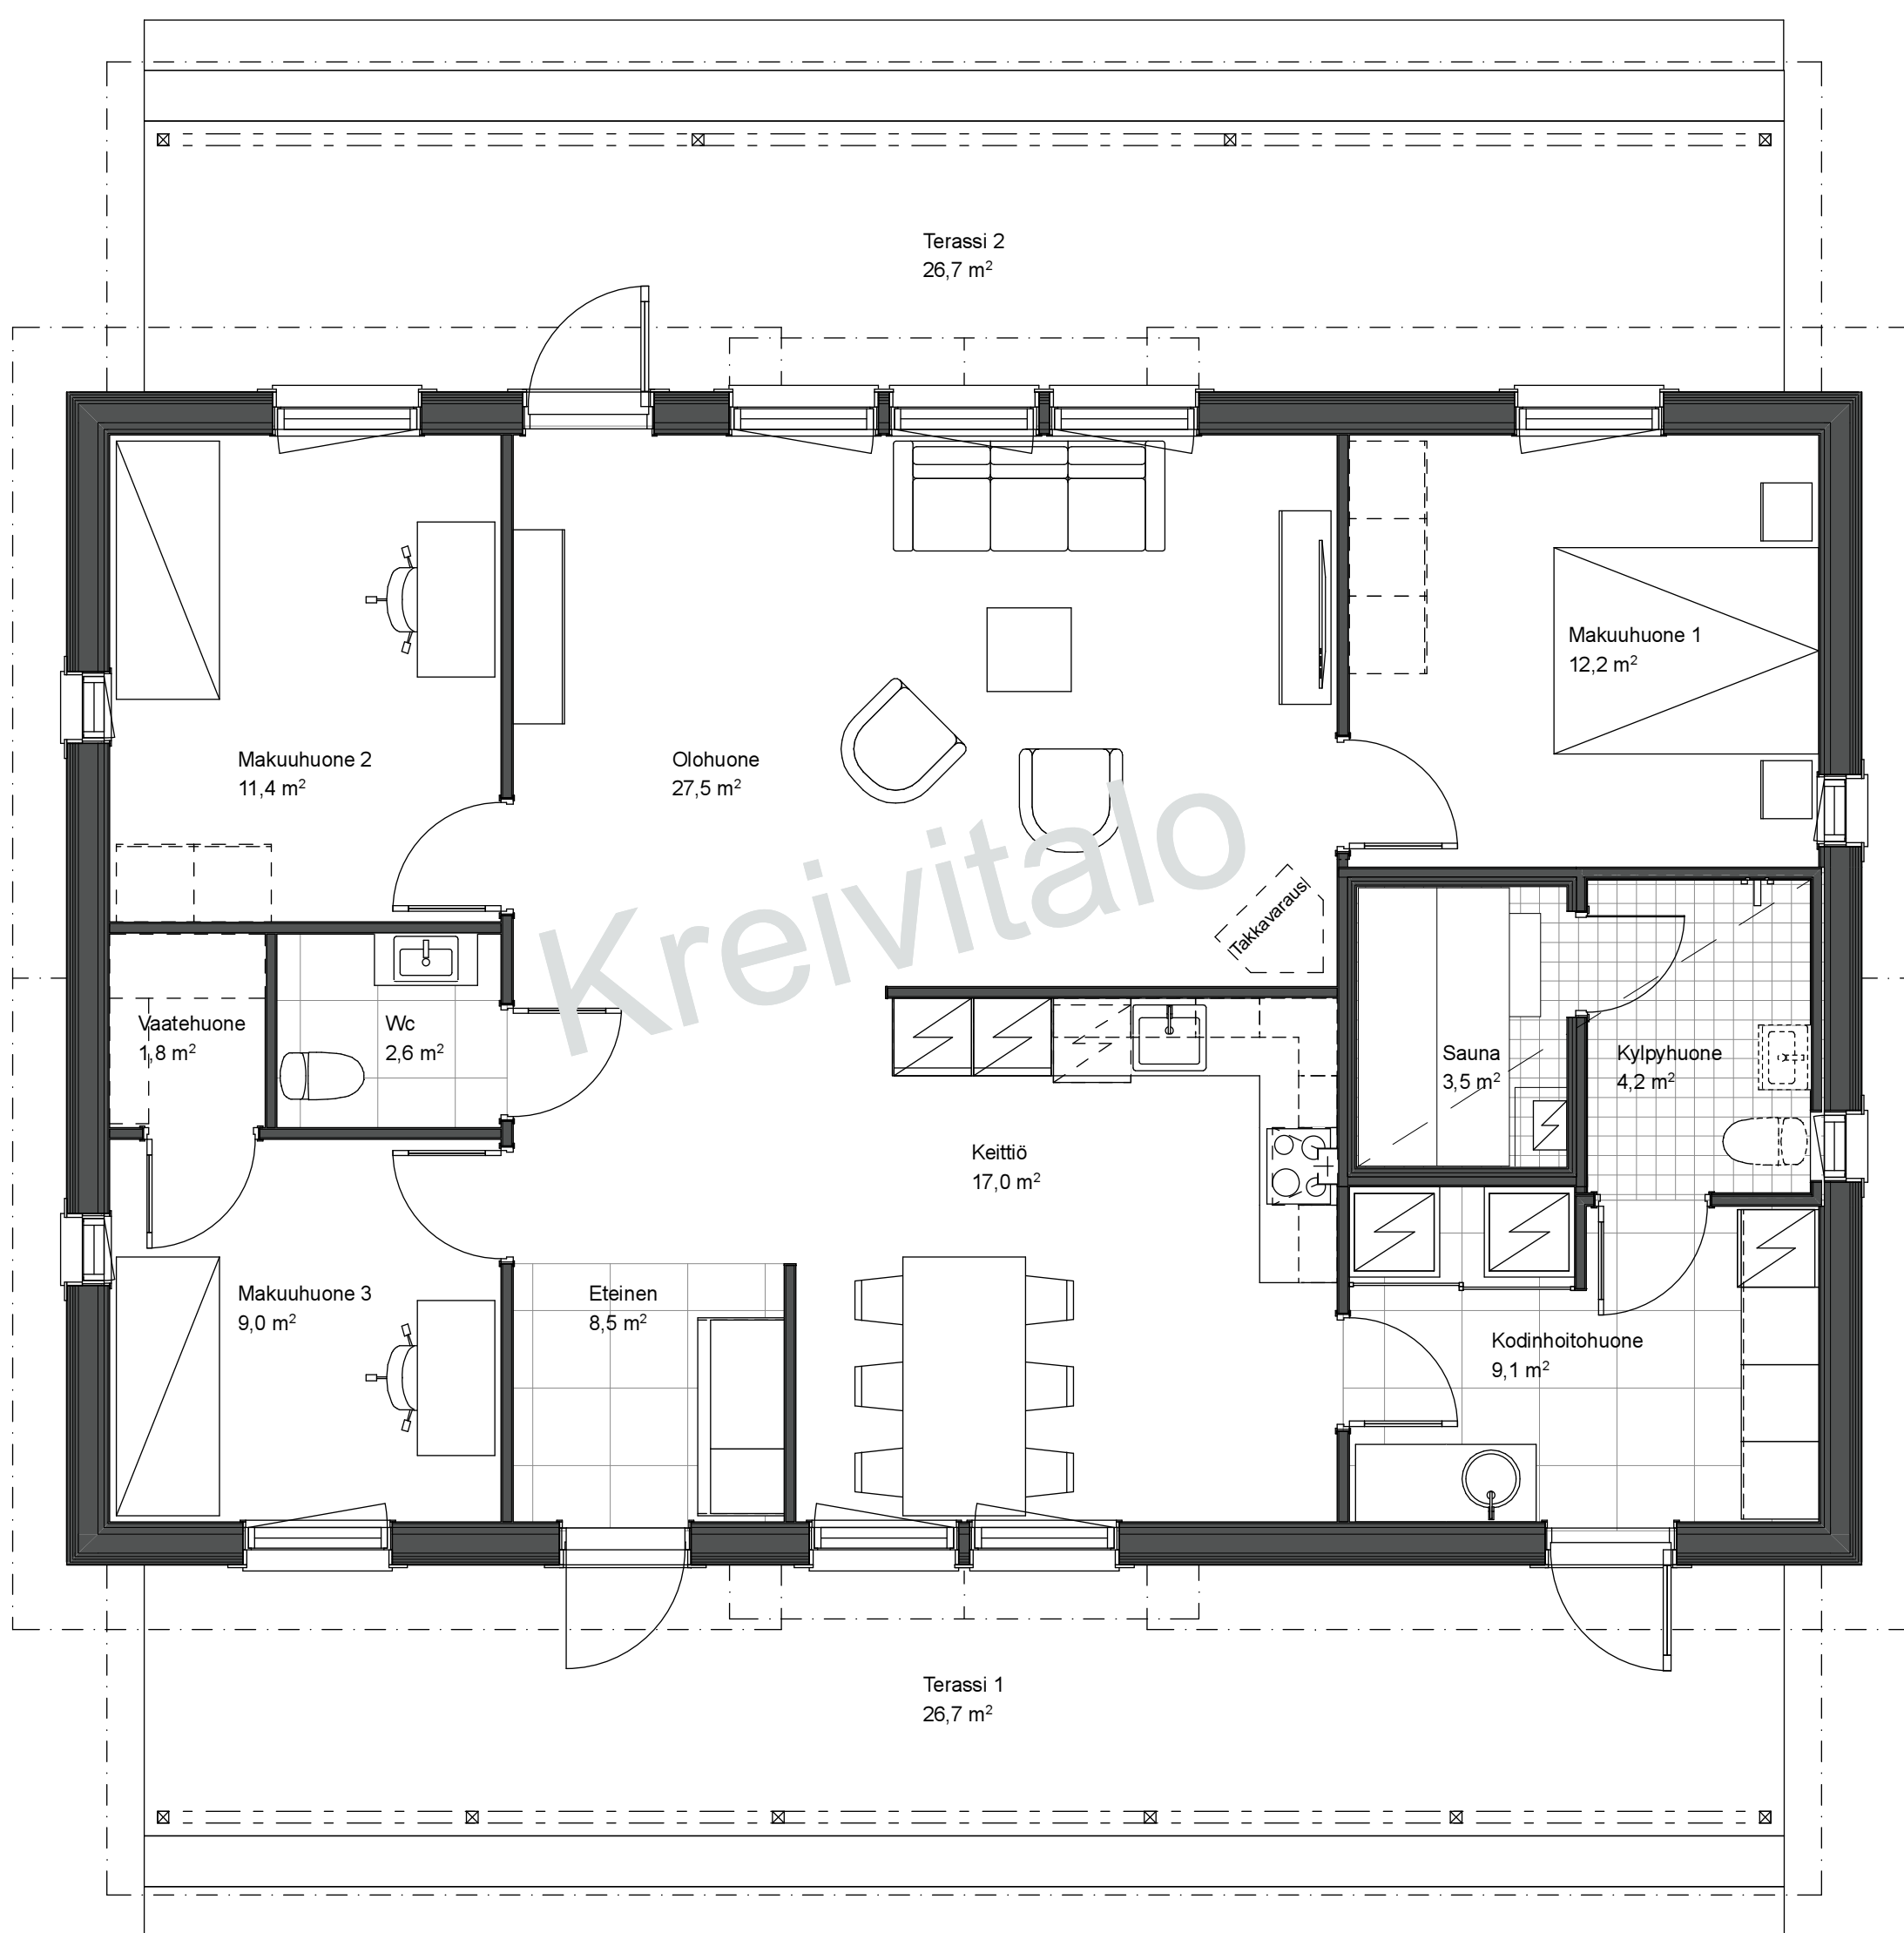 Terassi 2
26,7 m²
Makuuhuone 1
12,2 m²
Makuuhuone 2
11,4 m²
Olohuone
27,5 m²
Kreivitalo
Takkavaraus
Vaatehuone
1,8 m²
Wc
2,6 m²
Sauna
3,5 m²
Kylpyhuone
4,2 m²
Keittiö
17,0 m²
Makuuhuone 3
9,0 m²
Eteinen
8,5 m²
Kodinhoitohuone
9,1 m²
Terassi 1
26,7 m²